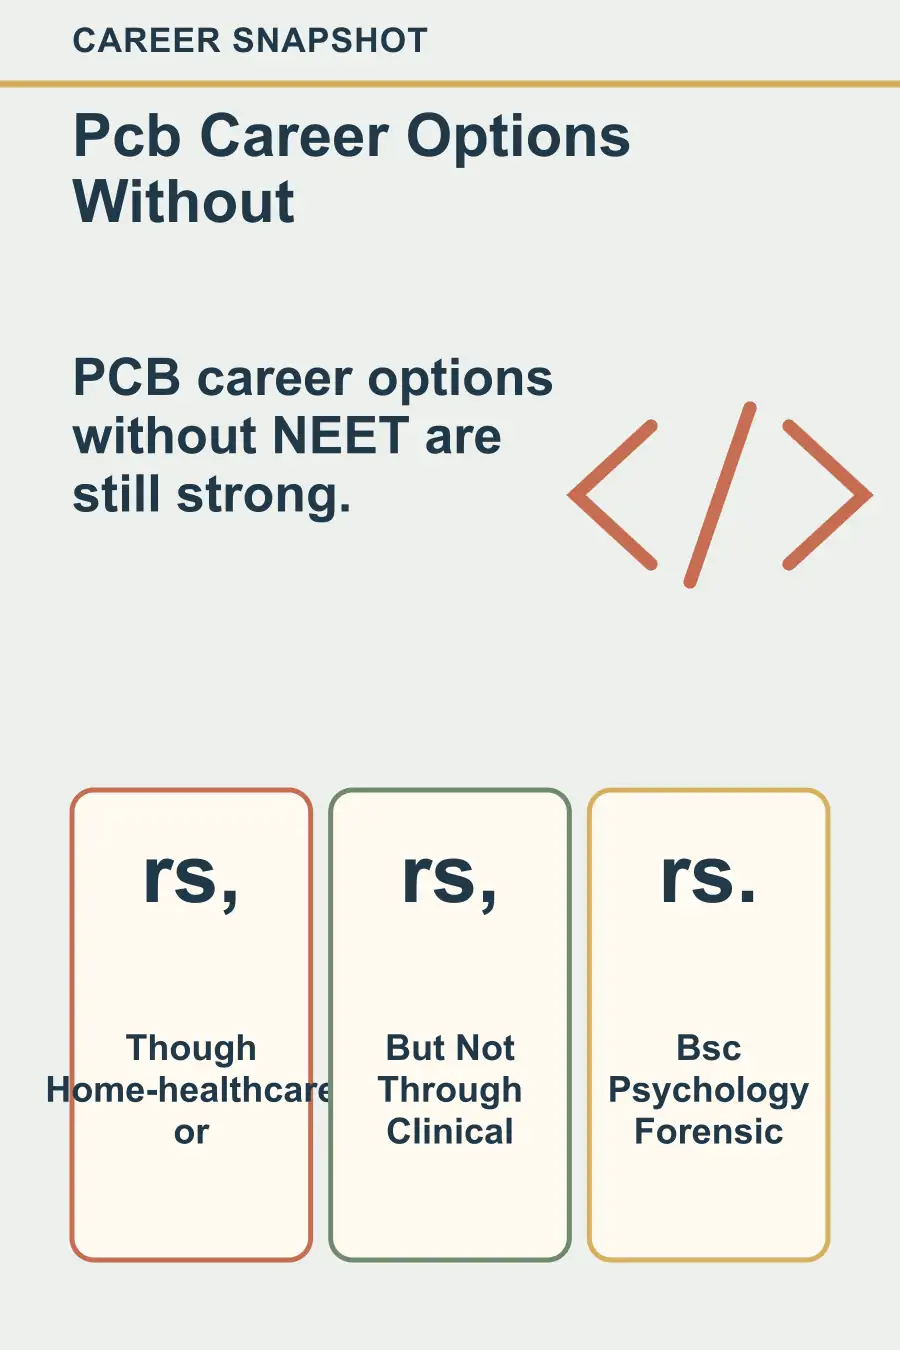 CAREER SNAPSHOT
Pcb Career Options
Without
PCB career options
without NEET are
still strong.
rs,
Though
Home-healthcare
or
rs,
But Not
Through
Clinical
rs.
Bsc
Psychology
Forensic